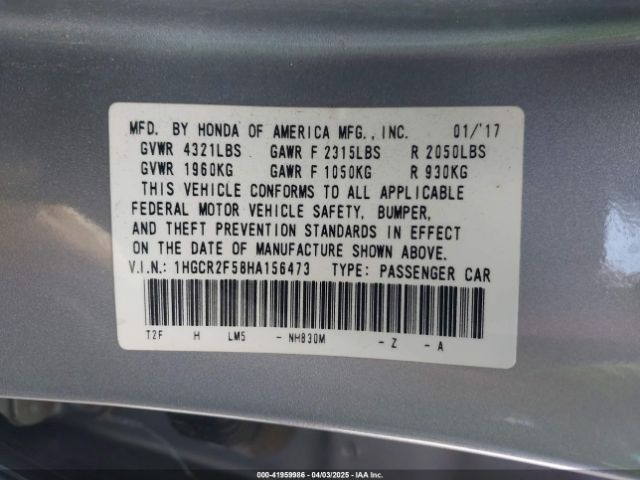 MFD. BY HONDA OF AMERICA MFG., INC. 01/'17
GVWR 4321LBS GAWR F 2315LBS R 2050LBS
GVWR 1960KG GAWR F 1050KG R 930KG
THIS VEHICLE CONFORMS TO ALL APPLICABLE
FEDERAL MOTOR VEHICLE SAFETY, BUMPER,
AND THEFT PREVENTION STANDARDS IN EFFECT
ON THE DATE OF MANUFACTURE SHOWN ABOVE.
V.I.N.: 1HGCR2F58HA156473 TYPE: PASSENGER CAR
T2F H LM5 - NH830M - Z - A
000-41959986 - 04/03/2025 - IAAI Inc.